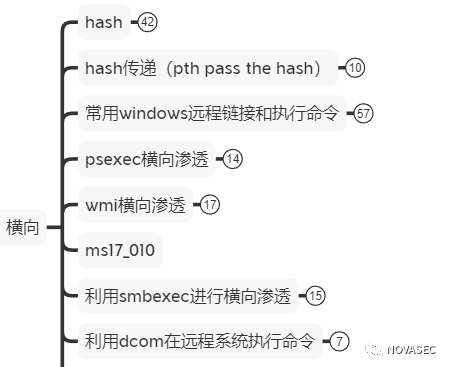 hash 42
hash传递（pth pass the hash） 10
常用windows远程链接和执行命令 57
psexec横向渗透 14
wmi横向渗透 17
横向
ms17_010
利用smbexec进行横向渗透 15
利用dcom在远程系统执行命令 7
NOVASEC